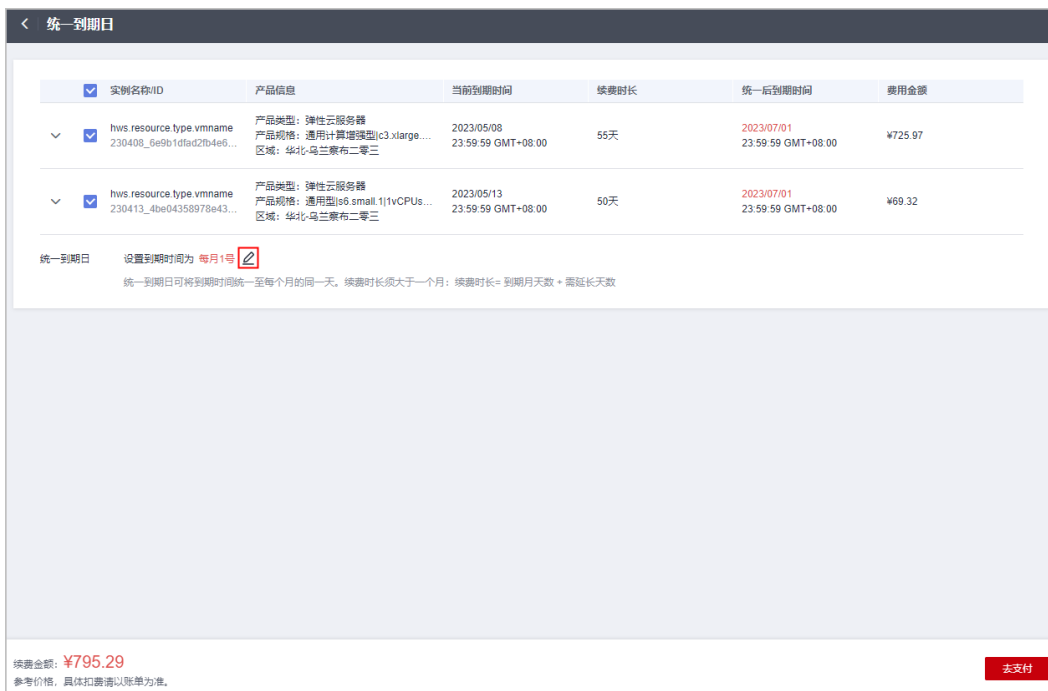 统一到期日
实例名称/ID 产品信息 当前到期时间 续费时长 统一后到期时间 费用金额
hws.resource.type.vmname
230408_6e9b1dfad2fb4e6...
产品类型：弹性云服务器
产品规格：通用计算增强型|c3.xlarge....
区域：华北-乌兰察布二零三
2023/05/08
23:59:59 GMT+08:00
55天
2023/07/01
23:59:59 GMT+08:00
¥725.97
hws.resource.type.vmname
230413_4be04358978e43...
产品类型：弹性云服务器
产品规格：通用型|s6.small.1|1vCPUs...
区域：华北-乌兰察布二零三
2023/05/13
23:59:59 GMT+08:00
50天
2023/07/01
23:59:59 GMT+08:00
¥69.32
统一到期日 设置到期时间为 每月1号
统一到期日可将到期时间统一至每个月的同一天。续费时长须大于一个月：续费时长= 到期月天数 + 需延长天数
续费金额：¥795.29
参考价格，具体扣费请以账单为准。
去支付